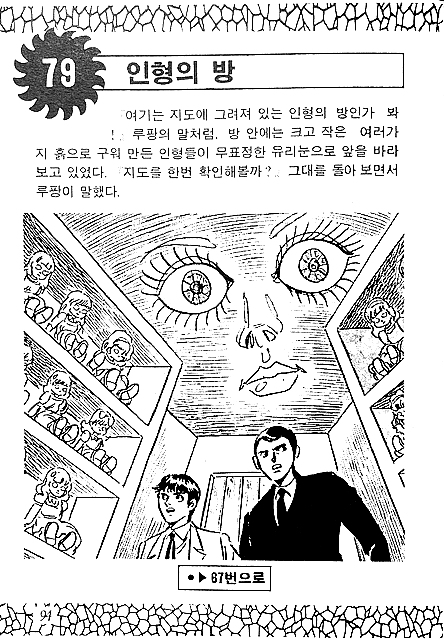 79
인형의 방
『여기는 지도에 그려져 있는 인형의 방인가 봐
!』 루팡의 말처럼, 방 안에는 크고 작은 여러가
지 흙으로 구워 만든 인형들이 무표정한 유리눈으로 앞을 바라
보고 있었다. 『지도를 한번 확인해볼까?』 그대를 돌아 보면서
루팡이 말했다.
●▶67번으로
94